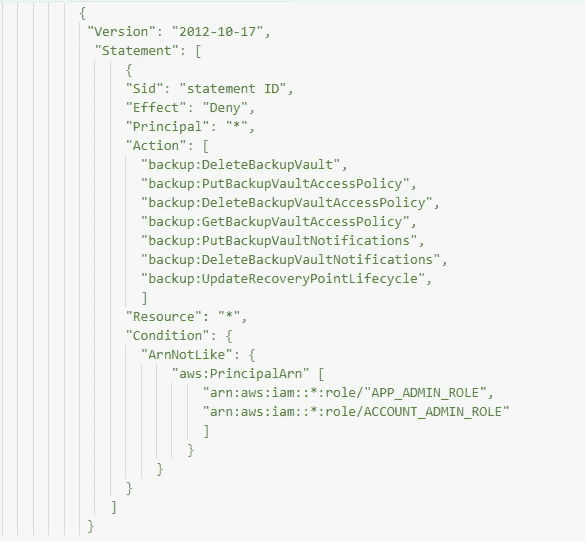 {
"Version": "2012-10-17",
"Statement": [
{
"Sid": "statement ID",
"Effect": "Deny",
"Principal": "*",
"Action": [
"backup:DeleteBackupVault",
"backup:PutBackupVaultAccessPolicy",
"backup:DeleteBackupVaultAccessPolicy",
"backup:GetBackupVaultAccessPolicy",
"backup:PutBackupVaultNotifications",
"backup:DeleteBackupVaultNotifications",
"backup:UpdateRecoveryPointLifecycle",
]
"Resource": "*",
"Condition": {
"ArnNotLike": {
"aws:PrincipalArn" [
"arn:aws:iam::*:role/"APP_ADMIN_ROLE",
"arn:aws:iam::*:role/ACCOUNT_ADMIN_ROLE"
]
}
}
}
]
}